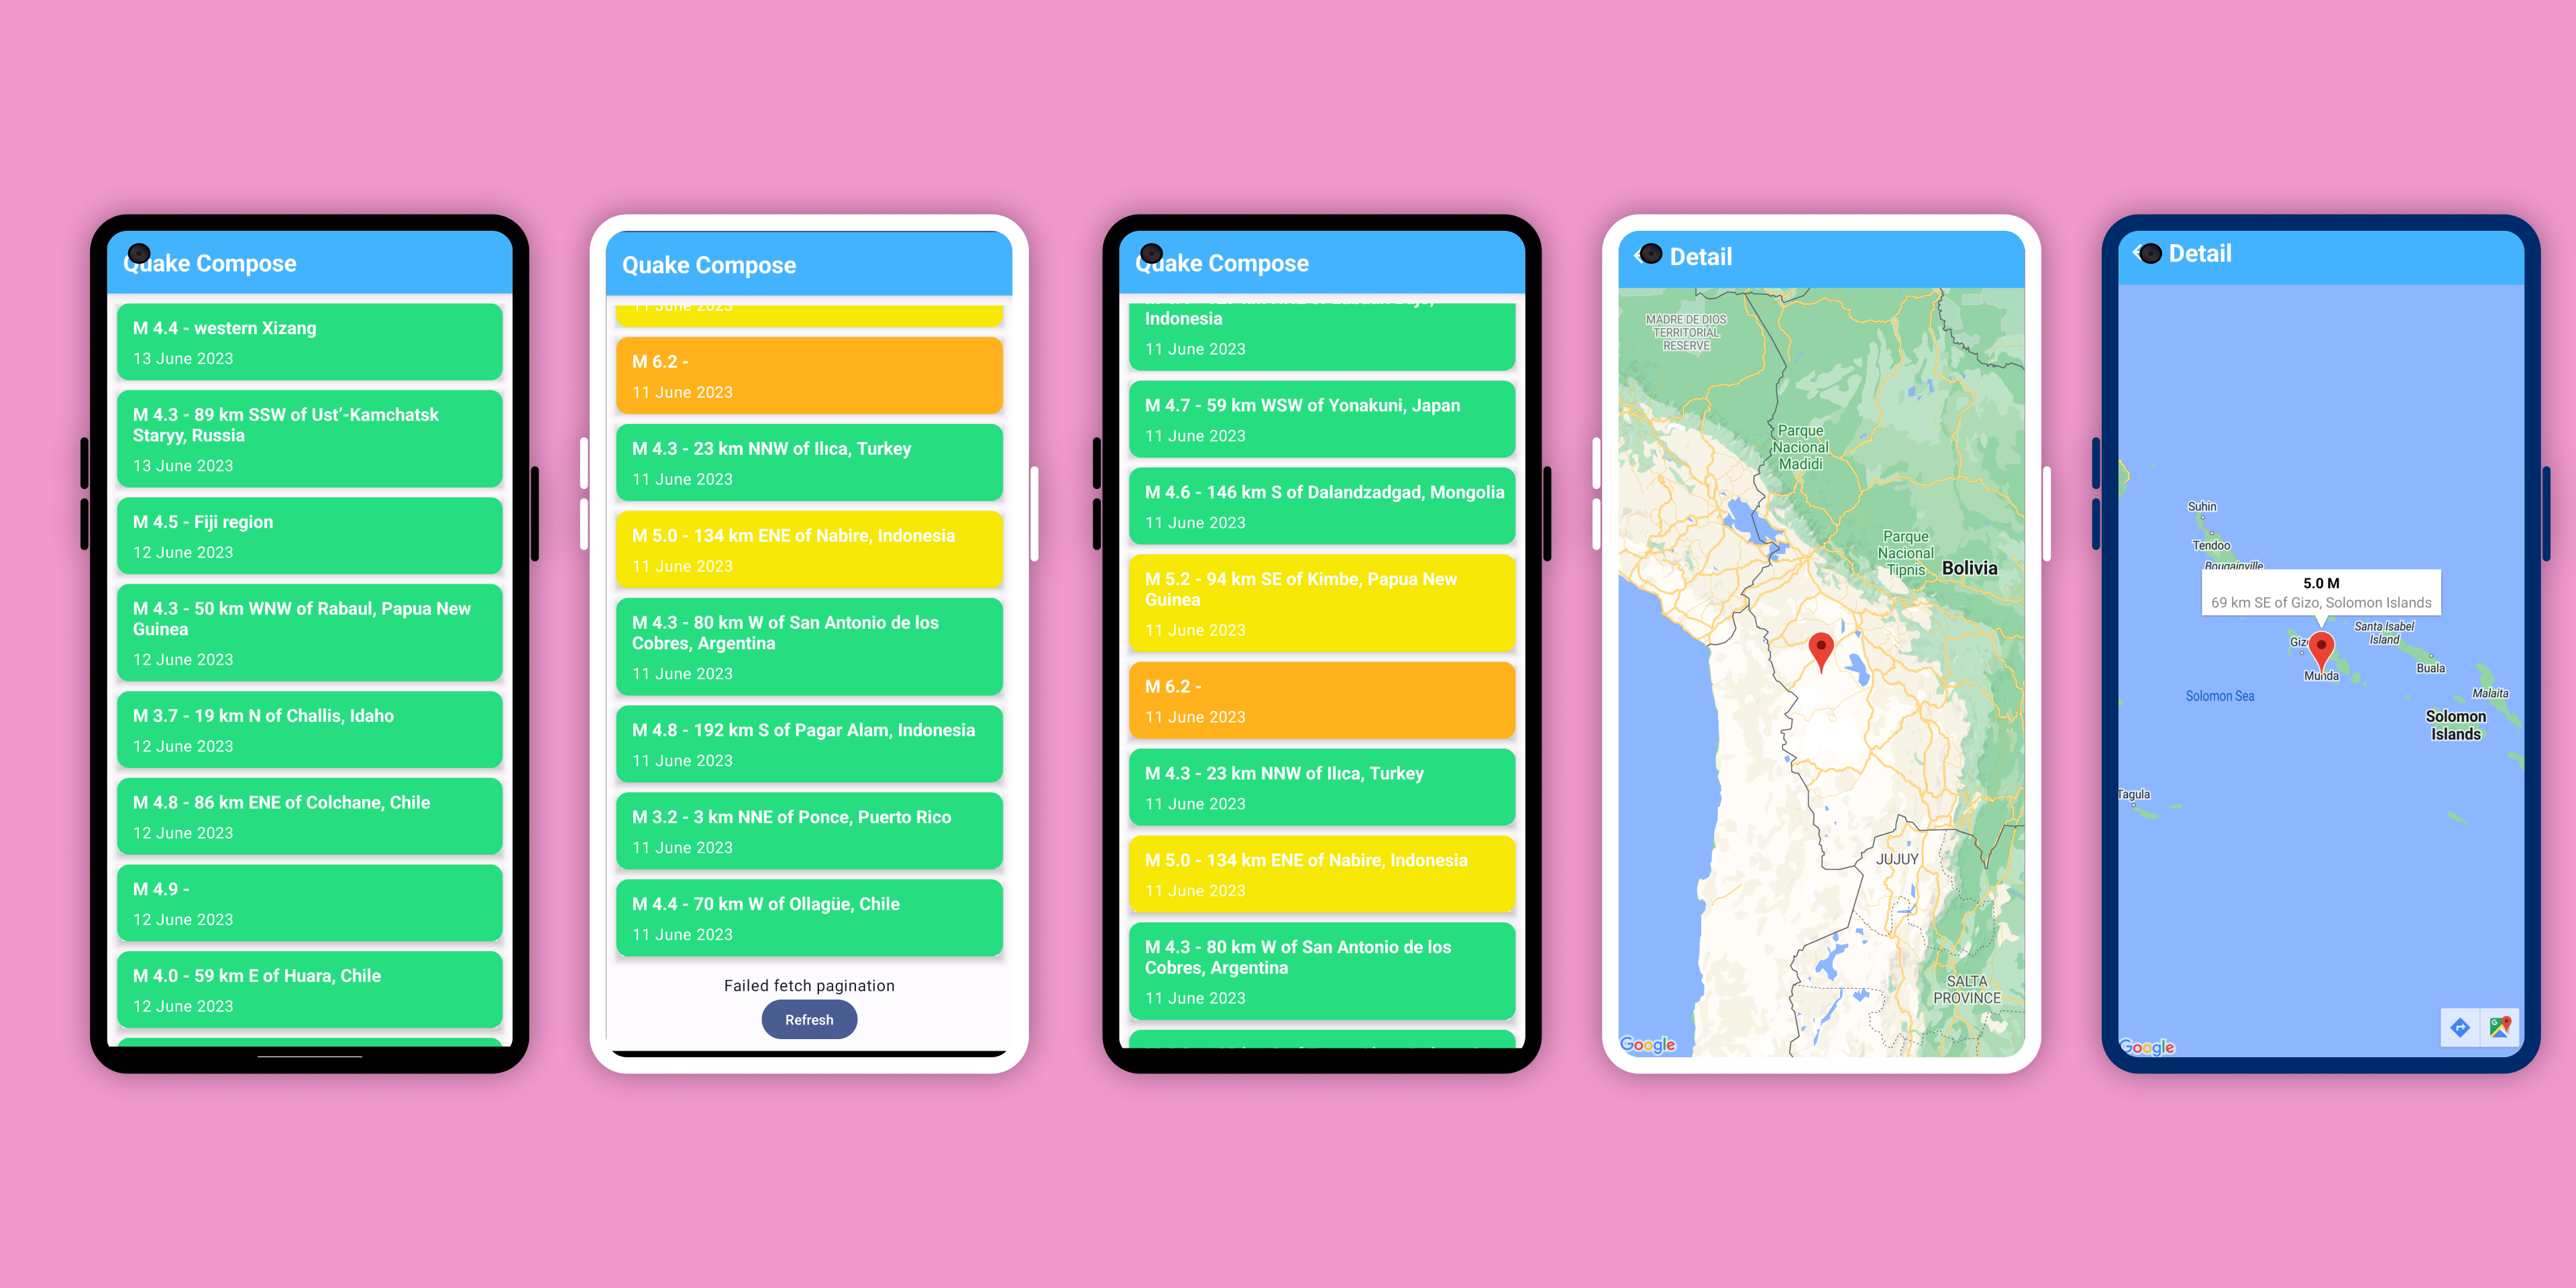 Quake Compose
M 4.4 - western Xizang
13 June 2023
M 4.3 - 89 km SSW of Ust’-Kamchatsk
Staryy, Russia
13 June 2023
M 4.5 - Fiji region
12 June 2023
M 4.3 - 50 km WNW of Rabaul, Papua New
Guinea
12 June 2023
M 3.7 - 19 km N of Challis, Idaho
12 June 2023
M 4.8 - 86 km ENE of Colchane, Chile
12 June 2023
M 4.9 -
12 June 2023
M 4.0 - 59 km E of Huara, Chile
12 June 2023
Quake Compose
11 June 2023
M 6.2 -
11 June 2023
M 4.3 - 23 km NNW of Ilıca, Turkey
11 June 2023
M 5.0 - 134 km ENE of Nabire, Indonesia
11 June 2023
M 4.3 - 80 km W of San Antonio de los
Cobres, Argentina
11 June 2023
M 4.8 - 192 km S of Pagar Alam, Indonesia
11 June 2023
M 3.2 - 3 km NNE of Ponce, Puerto Rico
11 June 2023
M 4.4 - 70 km W of Ollagüe, Chile
11 June 2023
Failed fetch pagination
Refresh
Quake Compose
Indonesia
11 June 2023
M 4.7 - 59 km WSW of Yonakuni, Japan
11 June 2023
M 4.6 - 146 km S of Dalandzadgad, Mongolia
11 June 2023
M 5.2 - 94 km SE of Kimbe, Papua New
Guinea
11 June 2023
M 6.2 -
11 June 2023
M 4.3 - 23 km NNW of Ilıca, Turkey
11 June 2023
M 5.0 - 134 km ENE of Nabire, Indonesia
11 June 2023
M 4.3 - 80 km W of San Antonio de los
Cobres, Argentina
11 June 2023
Detail
MADRE DE DIOS
TERRITORIAL
RESERVE
Parque
Nacional
Madidi
Parque
Nacional
Tipnis
Bolivia
JUJUY
SALTA
PROVINCE
Google
Detail
Suhin
Tendoo
Bougainville
5.0 M
69 km SE of Gizo, Solomon Islands
Santa Isabel
Island
Giz
Buala
Munda
Malaita
Solomon Sea
Solomon
Islands
Tagula
Google